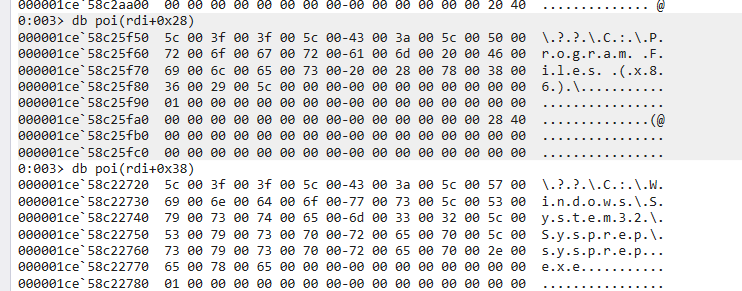 000001ce`58c2aa00  00 00 00 00 00 00 00 00-00 00 00 00 00 00 20 40  .............. @
0:003> db poi(rdi+0x28)
000001ce`58c25f50  5c 00 3f 00 3f 00 5c 00-43 00 3a 00 5c 00 50 00  \.?.?.\.C.:.\.P.
000001ce`58c25f60  72 00 6f 00 67 00 72 00-61 00 6d 00 20 00 46 00  r.o.g.r.a.m. .F.
000001ce`58c25f70  69 00 6c 00 65 00 73 00-20 00 28 00 78 00 38 00  i.l.e.s. .(.x.8.
000001ce`58c25f80  36 00 29 00 5c 00 00 00-00 00 00 00 00 00 00 00  6.).\...........
000001ce`58c25f90  01 00 00 00 00 00 00 00-00 00 00 00 00 00 00 00  ................
000001ce`58c25fa0  00 00 00 00 00 00 00 00-00 00 00 00 00 00 28 40  ..............(@
000001ce`58c25fb0  00 00 00 00 00 00 00 00-00 00 00 00 00 00 00 00  ................
000001ce`58c25fc0  00 00 00 00 00 00 00 00-00 00 00 00 00 00 00 00  ................
0:003> db poi(rdi+0x38)
000001ce`58c22720  5c 00 3f 00 3f 00 5c 00-43 00 3a 00 5c 00 57 00  \.?.?.\.C.:.\.W.
000001ce`58c22730  69 00 6e 00 64 00 6f 00-77 00 73 00 5c 00 53 00  i.n.d.o.w.s.\.S.
000001ce`58c22740  79 00 73 00 74 00 65 00-6d 00 33 00 32 00 5c 00  y.s.t.e.m.3.2.\.
000001ce`58c22750  53 00 79 00 73 00 70 00-72 00 65 00 70 00 5c 00  S.y.s.p.r.e.p.\.
000001ce`58c22760  73 00 79 00 73 00 70 00-72 00 65 00 70 00 2e 00  s.y.s.p.r.e.p...
000001ce`58c22770  65 00 78 00 65 00 00 00-00 00 00 00 00 00 00 00  e.x.e...........
000001ce`58c22780  01 00 00 00 00 00 00 00-00 00 00 00 00 00 00 00  ................